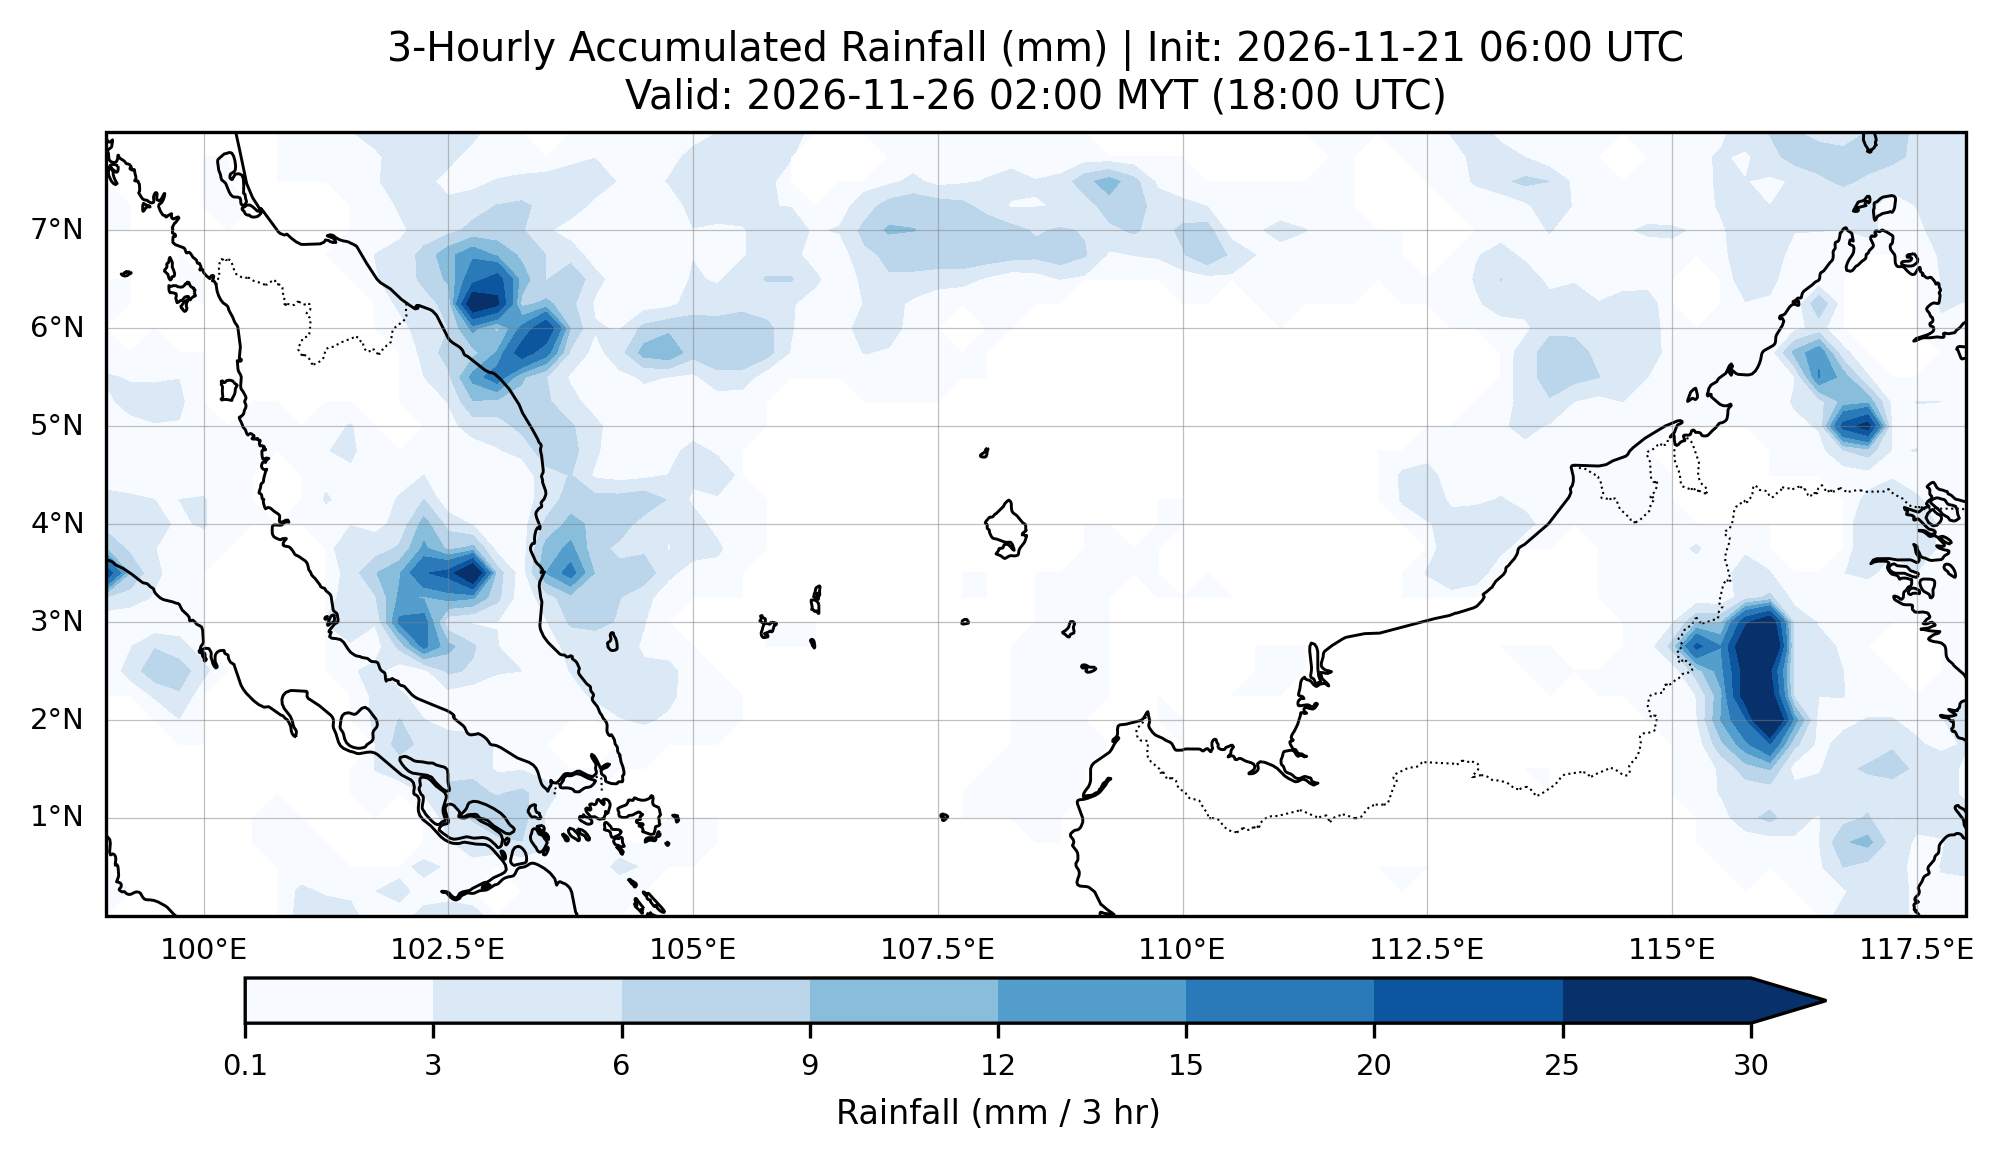 3-Hourly Accumulated Rainfall (mm) | Init: 2026-11-21 06:00 UTC
Valid: 2026-11-26 02:00 MYT (18:00 UTC)
7°N
6°N
5°N
4°N
3°N
2°N
1°N
100°E 102.5°E 105°E 107.5°E 110°E 112.5°E 115°E 117.5°E
0.1 3 6 9 12 15 20 25 30
Rainfall (mm / 3 hr)